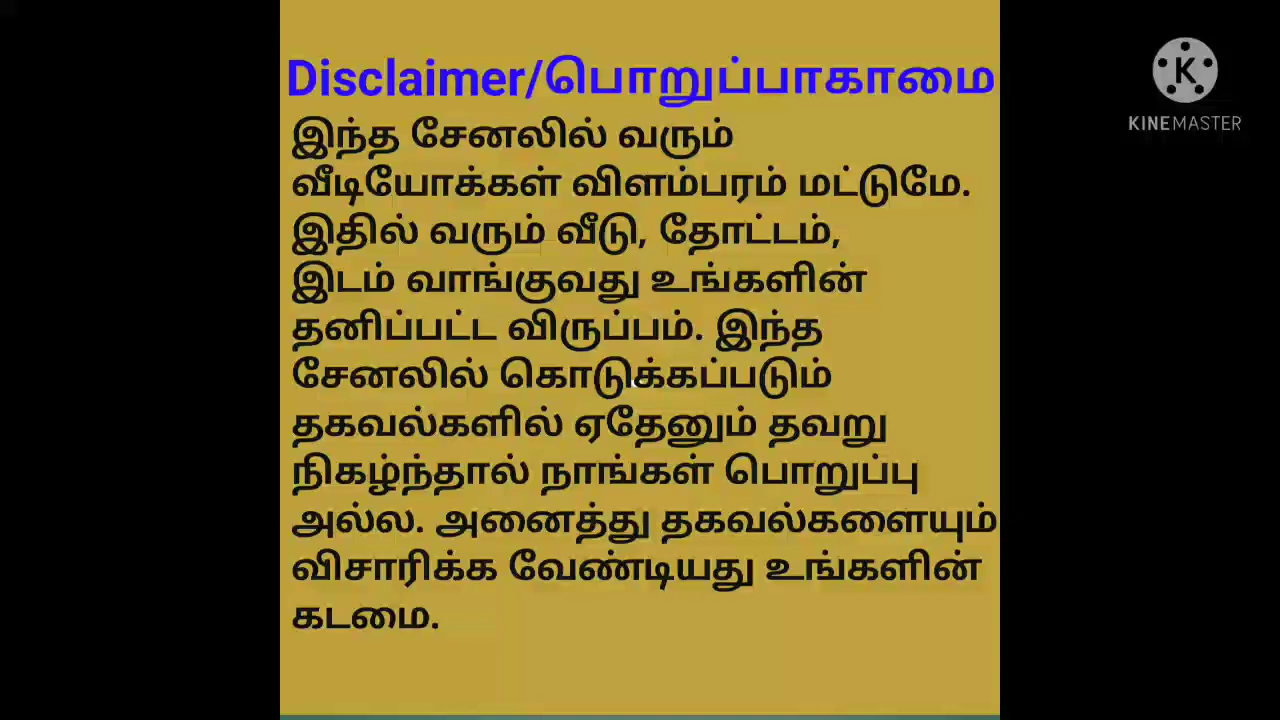 Disclaimer/பொறுப்பாகாமை
இந்த சேனலில் வரும்
வீடியோக்கள் விளம்பரம் மட்டுமே.
இதில் வரும் வீடு, தோட்டம்,
இடம் வாங்குவது உங்களின்
தனிப்பட்ட விருப்பம். இந்த
சேனலில் கொடுக்கப்படும்
தகவல்களில் ஏதேனும் தவறு
நிகழ்ந்தால் நாங்கள் பொறுப்பு
அல்ல. அனைத்து தகவல்களையும்
விசாரிக்க வேண்டியது உங்களின்
கடமை.
K
KINEMASTER